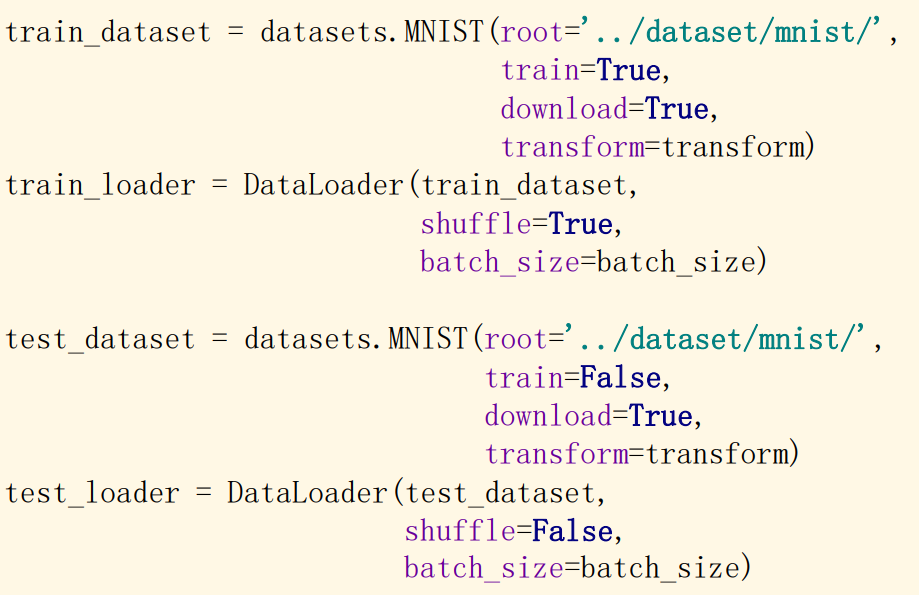 train_dataset = datasets.MNIST(root='../dataset/mnist/',
train=True,
download=True,
transform=transform)
train_loader = DataLoader(train_dataset,
shuffle=True,
batch_size=batch_size)
test_dataset = datasets.MNIST(root='../dataset/mnist/',
train=False,
download=True,
transform=transform)
test_loader = DataLoader(test_dataset,
shuffle=False,
batch_size=batch_size)